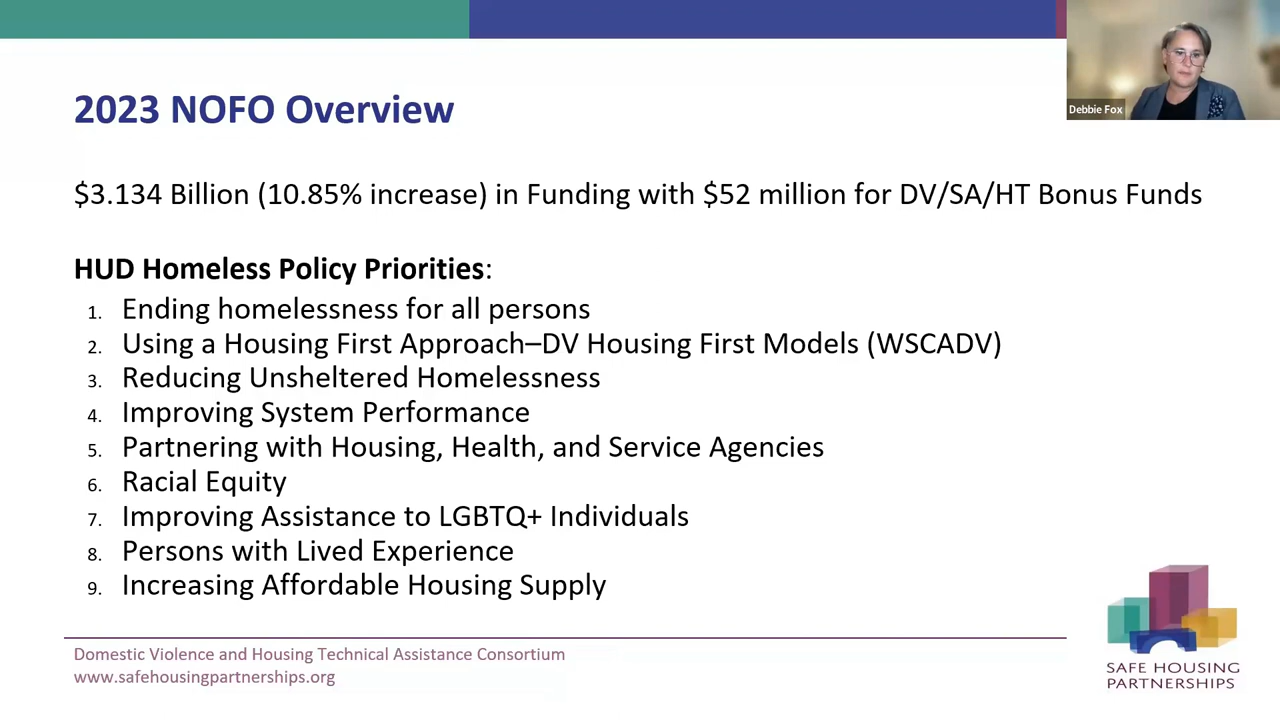 Debbie Fox
2023 NOFO Overview
$3.134 Billion (10.85% increase) in Funding with $52 million for DV/SA/HT Bonus Funds
HUD Homeless Policy Priorities:
1. Ending homelessness for all persons
2. Using a Housing First Approach–DV Housing First Models (WSCADV)
3. Reducing Unsheltered Homelessness
4. Improving System Performance
5. Partnering with Housing, Health, and Service Agencies
6. Racial Equity
7. Improving Assistance to LGBTQ+ Individuals
8. Persons with Lived Experience
9. Increasing Affordable Housing Supply
Domestic Violence and Housing Technical Assistance Consortium
www.safehousingpartnerships.org
SAFE HOUSING
PARTNERSHIPS